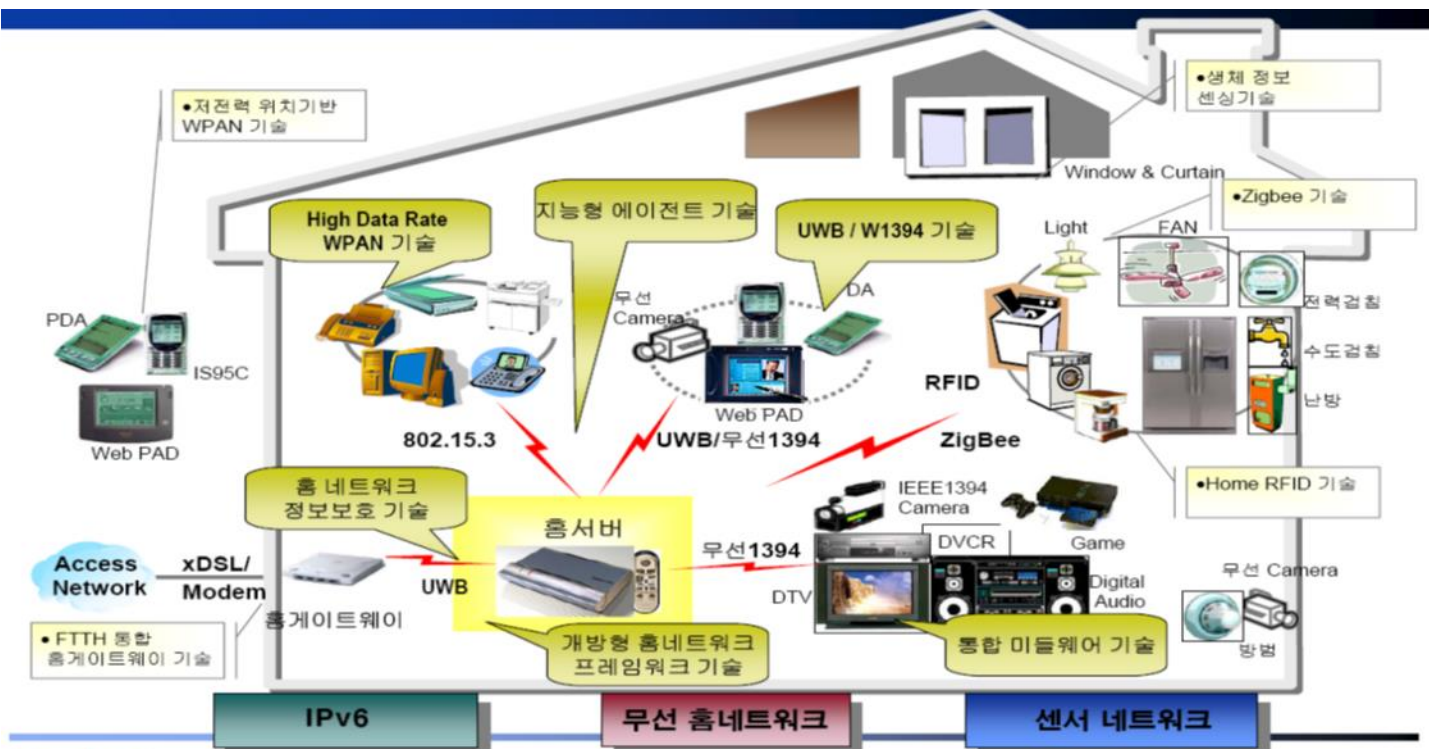 •저전력 위치기반
WPAN 기술
•생체 정보
센싱기술
Window & Curtain
•Zigbee 기술
High Data Rate
WPAN 기술
지능형 에이전트 기술
UWB / W1394 기술
Light
FAN
PDA
IS95C
Web PAD
무선
Camera
DA
Web PAD
전력검침
수도검침
난방
RFID
802.15.3
UWB/무선1394
ZigBee
•Home RFID 기술
홈 네트워크
정보보호 기술
홈서버
IEEE1394
Camera
Game
DVCR
무선1394
Access
Network
xDSL/
Modem
UWB
DTV
Digital
Audio
무선 Camera
방범
홈게이트웨이
• FTTH 통합
홈게이트웨이 기술
개방형 홈네트워크
프레임워크 기술
통합 미들웨어 기술
IPv6
무선 홈네트워크
센서 네트워크